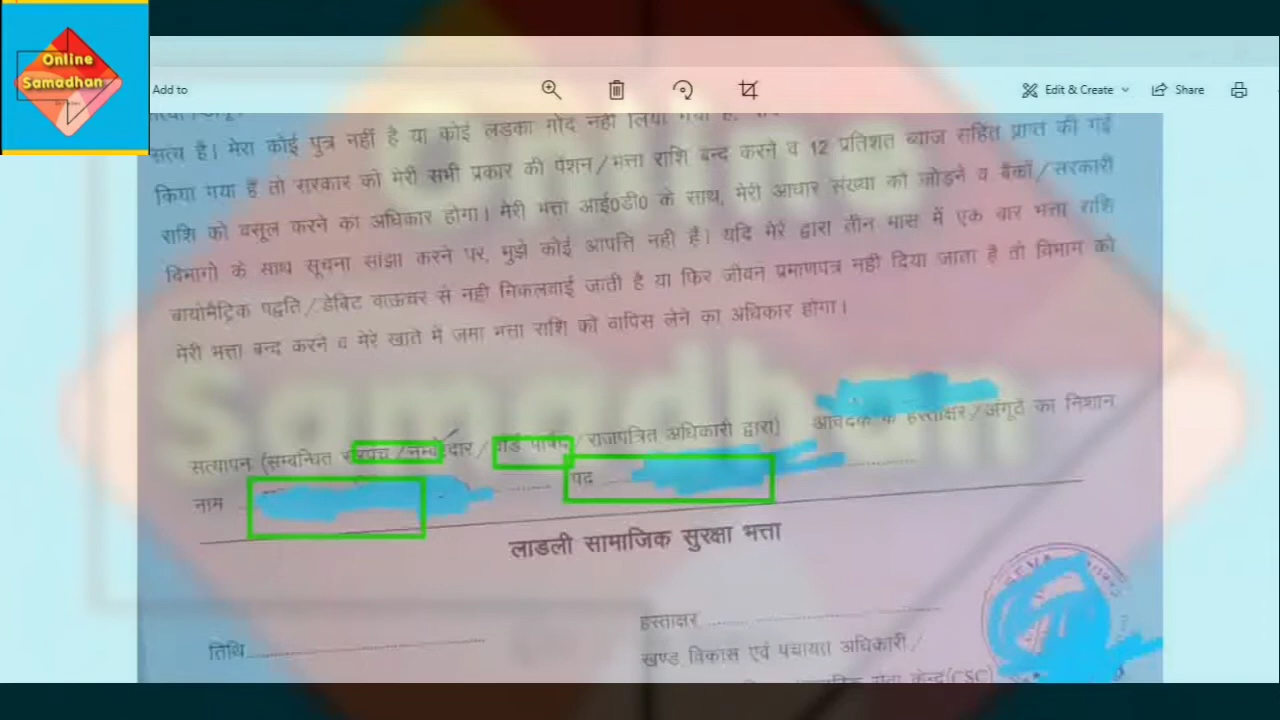 Online
Samadhan
Add to
Edit & Create
Share
Online
सत्य है। मेरा कोई पुत्र नहीं है या कोई लड़का गोद नहीं लिया गया है,
किया गया है तो सरकार को मेरी सभी प्रकार की पेंशन/भत्ता राशि बन्द करने व 12 प्रतिशत ब्याज सहित प्राप्त की गई
राशि को वसूल करने का अधिकार होगा। मेरी भत्ता आई0डी0 के साथ, मेरी आधार संख्या को जोड़ने व बैंकों/सरकारी
विभागो के साथ सूचना सांझा करने पर, मुझे कोई आपत्ति नही है। यदि मेरे द्वारा तीन मास में एक बार भत्ता राशि
बायोमैट्रिक पद्वति/डेबिट वाऊचर से नही निकलवाई जाती है या फिर जीवन प्रमाणपत्र नही दिया जाता है तो विभाग को
मेरी भत्ता बन्द करने व मेरे खाते में जमा भत्ता राशि को वापिस लेने का अधिकार होगा।
Samadhan
आवेदक के हस्ताक्षर/अंगूठे का निशान
सत्यापन (सम्बन्धित सरपंच/नम्बरदार/वार्ड पार्षद/राजपत्रित अधिकारी द्वारा)
नाम पद
लाडली सामाजिक सुरक्षा भत्ता
हस्ताक्षर
तिथि
खण्ड विकास एवं पंचायत अधिकारी/
सेवा केन्द्र(CSC)